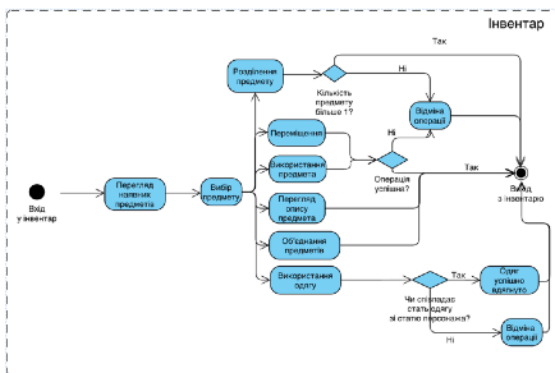 Інвентар
Так
Розділення
предмету
Ні
Кількість
предмету
більше 1?
Відміна
операції
Переміщення
Ні
Використання
предмета
Так
Операція
успішна?
Перегляд
наявних
предмета
Вибір
предмету
Вхід
у інвентар
Вихід
з інвентарю
Перегляд
опису
предмета
Об'єднання
предметів
Використання
одягу
Так
Одяг
успішно
вдягнуто
Чи співпадає
стать одягу
зі статю персонажа?
Ні
Відміна
операції